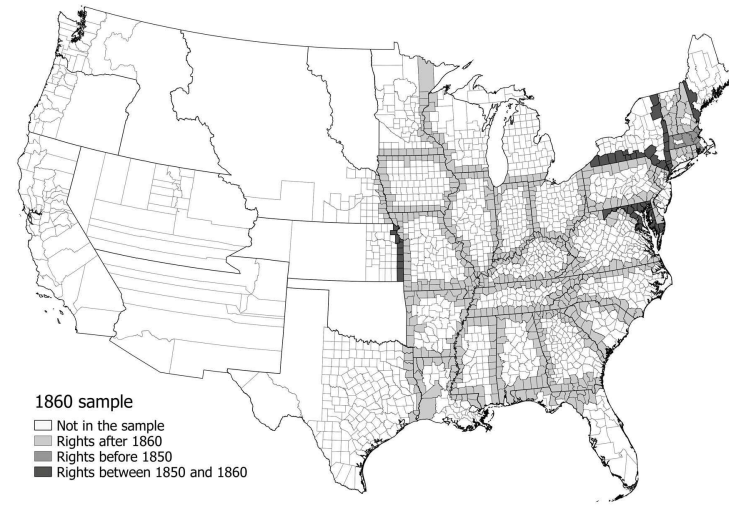 1860 sample
Not in the sample
Rights after 1860
Rights before 1850
Rights between 1850 and 1860